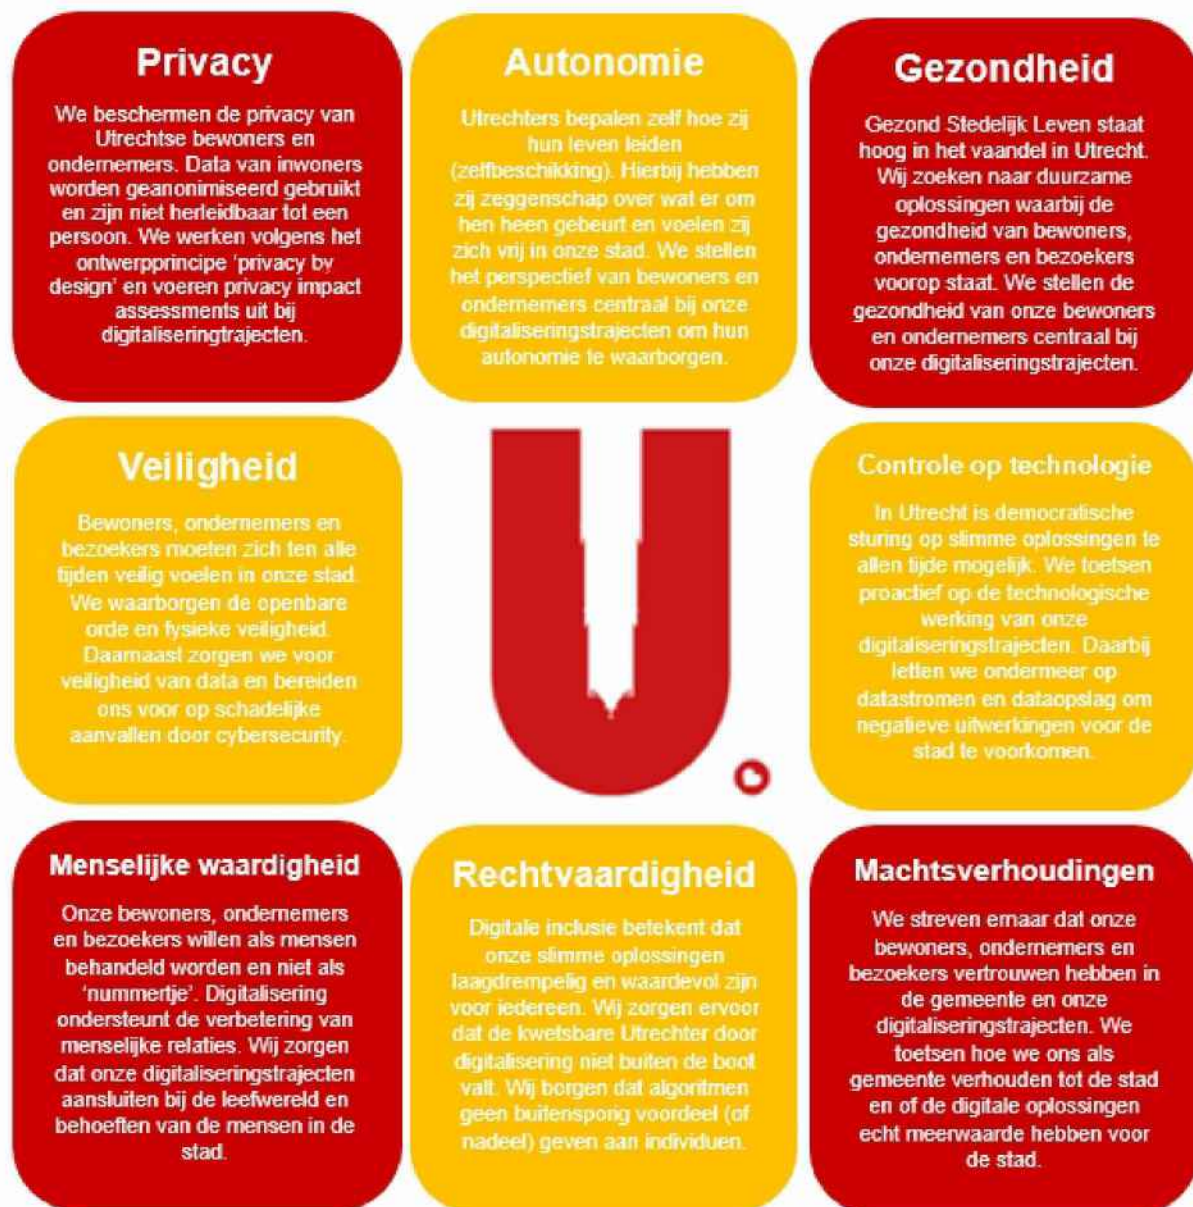 Privacy
We beschermen de privacy van
Utrechtse bewoners en
ondernemers. Data van inwoners
worden geanonimiseerd gebruikt
en zijn niet herleidbaar tot een
persoon. We werken volgens het
ontwerpprincipe ‘privacy by
design’ en voeren privacy impact
assessments uit bij
digitaliseringtrajecten.
Autonomie
Utrechters bepalen zelf hoe zij
hun leven leiden
(zelfbeschikking). Hierbij hebben
zij zeggenschap over wat er om
hen heen gebeurt en voelen zij
zich vrij in onze stad. We stellen
het perspectief van bewoners en
ondernemers centraal bij onze
digitaliseringstrajecten om hun
autonomie te waarborgen.
Gezondheid
Gezond Stedelijk Leven staat
hoog in het vaandel in Utrecht.
Wij zoeken naar duurzame
oplossingen waarbij de
gezondheid van bewoners,
ondernemers en bezoekers
voorop staat. We stellen de
gezondheid van onze bewoners
en ondernemers centraal bij
onze digitaliseringstrajecten.
Veiligheid
Bewoners, ondernemers en
bezoekers moeten zich ten alle
tijden veilig voelen in onze stad.
We waarborgen de openbare
orde en fysieke veiligheid.
Daarnaast zorgen we voor
veiligheid van data en bereiden
ons voor op schadelijke
aanvallen door cybersecurity.
U.
Controle op technologie
In Utrecht is democratische
sturing op slimme oplossingen te
allen tijde mogelijk. We toetsen
proactief op de technologische
werking van onze
digitaliseringstrajecten. Daarbij
letten we ondermeer op
datastromen en dataopslag om
negatieve uitwerkingen voor de
stad te voorkomen.
Menselijke waardigheid
Onze bewoners, ondernemers
en bezoekers willen als mensen
behandeld worden en niet als
‘nummertje’. Digitalisering
ondersteunt de verbetering van
menselijke relaties. Wij zorgen
dat onze digitaliseringstrajecten
aansluiten bij de leefwereld en
behoeften van de mensen in de
stad.
Rechtvaardigheid
Digitale inclusie betekent dat
onze slimme oplossingen
laagdrempelig en waardevol zijn
voor iedereen. Wij zorgen ervoor
dat de kwetsbare Utrechter door
digitalisering niet buiten de boot
valt. Wij borgen dat algoritmen
geen buitensporig voordeel (of
nadeel) geven aan individuen.
Machtsverhoudingen
We streven ernaar dat onze
bewoners, ondernemers en
bezoekers vertrouwen hebben in
de gemeente en onze
digitaliseringstrajecten. We
toetsen hoe we ons als
gemeente verhouden tot de stad
en of de digitale oplossingen
echt meerwaarde hebben voor
de stad.